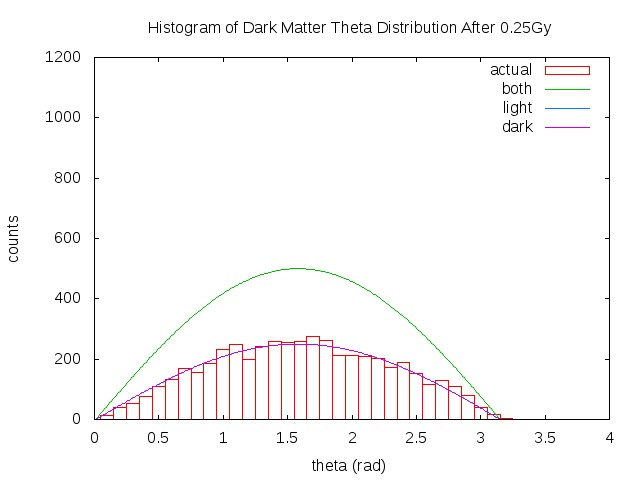 Histogram of Dark Matter Theta Distribution After 0.25Gy
1200
1000
800
600
400
200
0
counts
actual
both
light
dark
0 0.5 1 1.5 2 2.5 3 3.5 4
theta (rad)